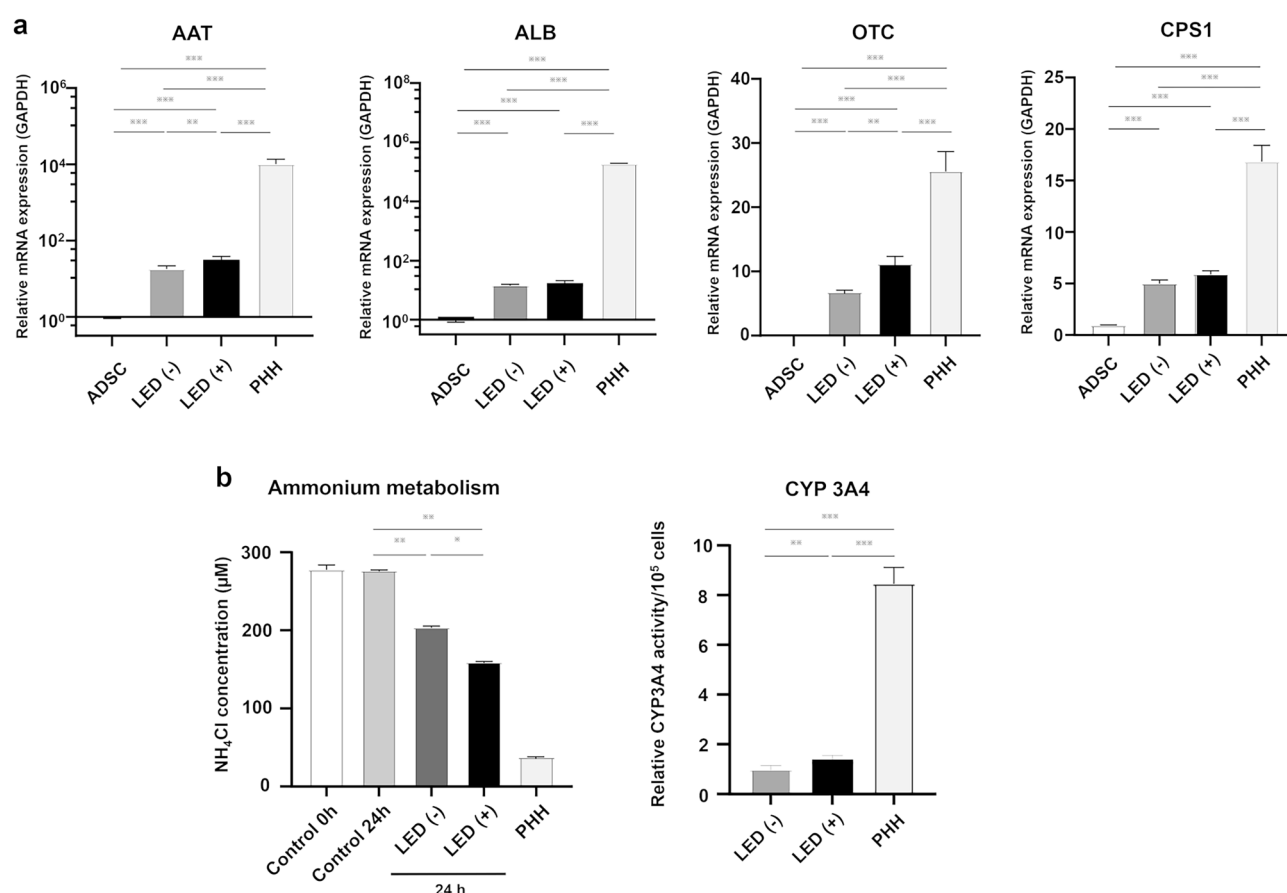 a
AAT
ALB
OTC
CPS1
Relative mRNA expression (GAPDH)
10⁶
10⁴
10²
10⁰
※※※
※※※
※※※
※※※ ※※ ※※※
ADSC LED (-) LED (+) PHH
Relative mRNA expression (GAPDH)
10⁸
10⁶
10⁴
10²
10⁰
※※※
※※※
※※※
※※※ ※※※
ADSC LED (-) LED (+) PHH
Relative mRNA expression (GAPDH)
40
30
20
10
0
※※※
※※※
※※※
※※※ ※※ ※※※
ADSC LED (-) LED (+) PHH
Relative mRNA expression (GAPDH)
25
20
15
10
5
0
※※※
※※※
※※※
※※※ ※※※
ADSC LED (-) LED (+) PHH
b
Ammonium metabolism
NH₄Cl concentration (µM)
300
200
100
0
※※
※※ ※
Control 0h Control 24h LED (-) LED (+) PHH
24 h
CYP 3A4
Relative CYP3A4 activity/10⁵ cells
10
8
6
4
2
0
※※※
※※ ※※※
LED (-) LED (+) PHH